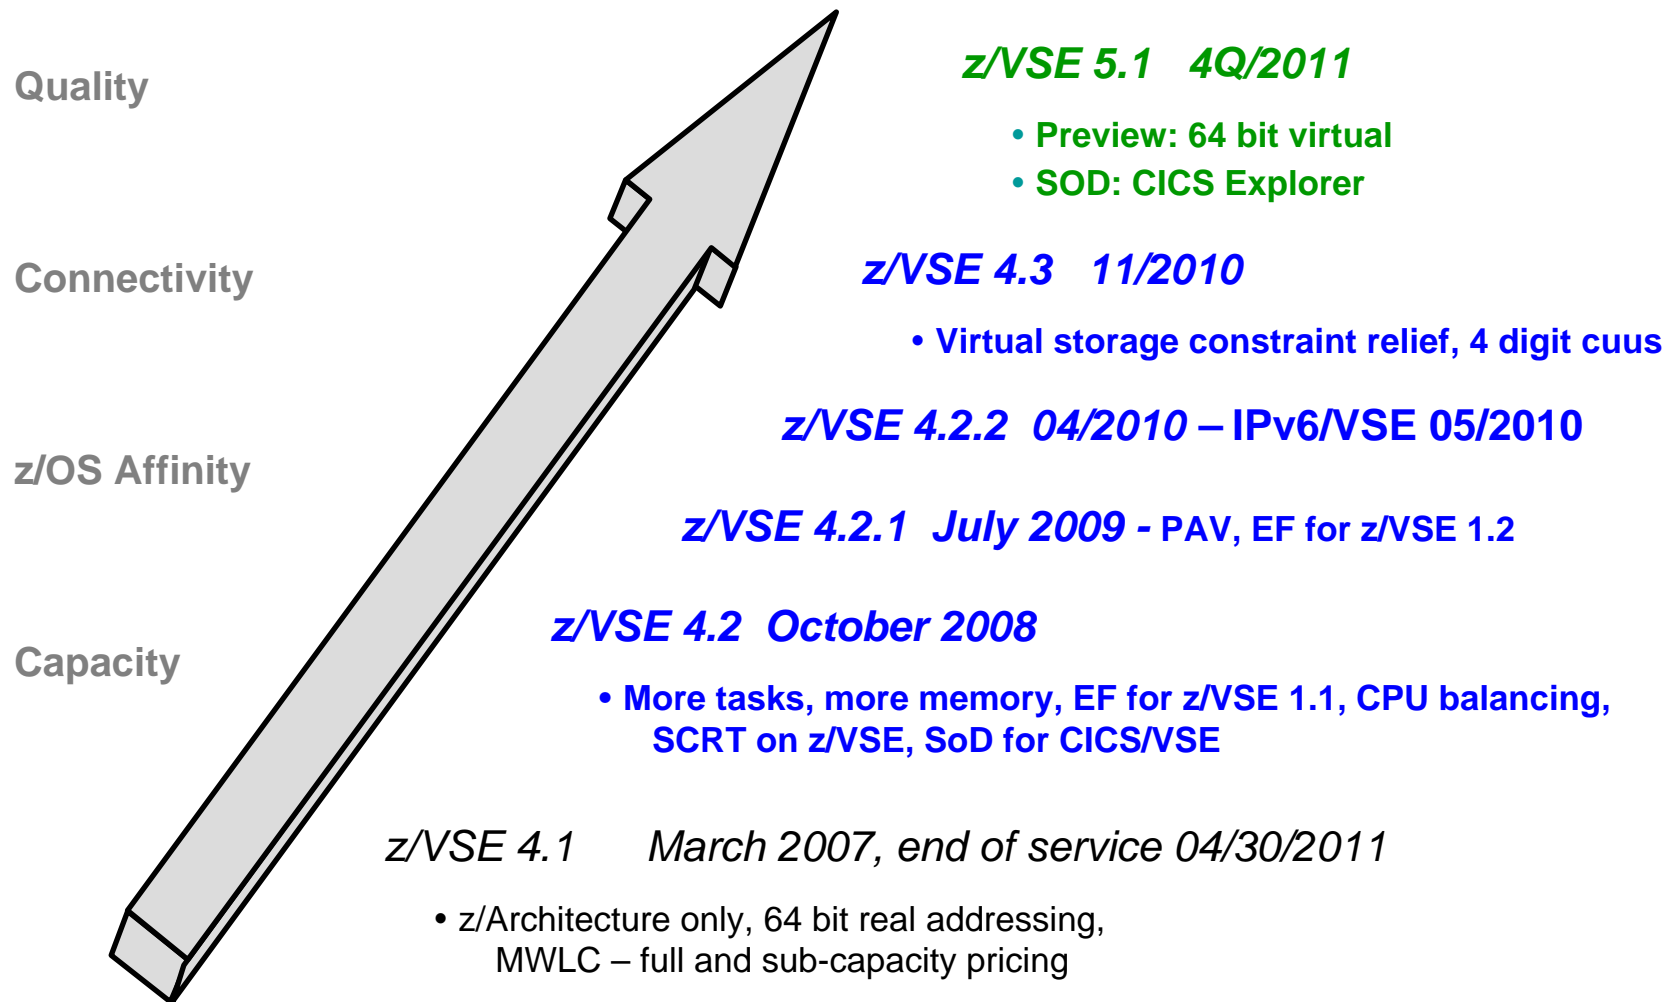 Quality
z/VSE 5.1 4Q/2011
• Preview: 64 bit virtual
• SOD: CICS Explorer
Connectivity
z/VSE 4.3 11/2010
• Virtual storage constraint relief, 4 digit cuus
z/VSE 4.2.2 04/2010 – IPv6/VSE 05/2010
z/OS Affinity
z/VSE 4.2.1 July 2009 - PAV, EF for z/VSE 1.2
z/VSE 4.2 October 2008
Capacity
• More tasks, more memory, EF for z/VSE 1.1, CPU balancing,
SCRT on z/VSE, SoD for CICS/VSE
z/VSE 4.1 March 2007, end of service 04/30/2011
• z/Architecture only, 64 bit real addressing,
MWLC – full and sub-capacity pricing